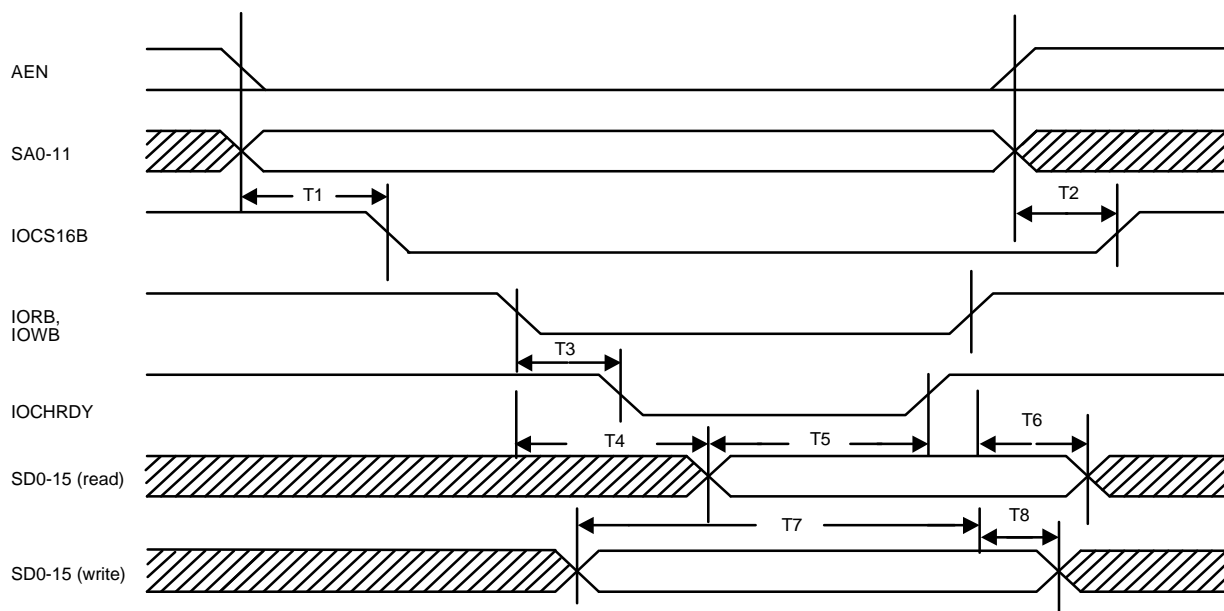 AEN
SA0-11
T1
T2
IOCS16B
IORB,
IOWB
T3
IOCHRDY
T4
T5
T6
SD0-15 (read)
T7
T8
SD0-15 (write)